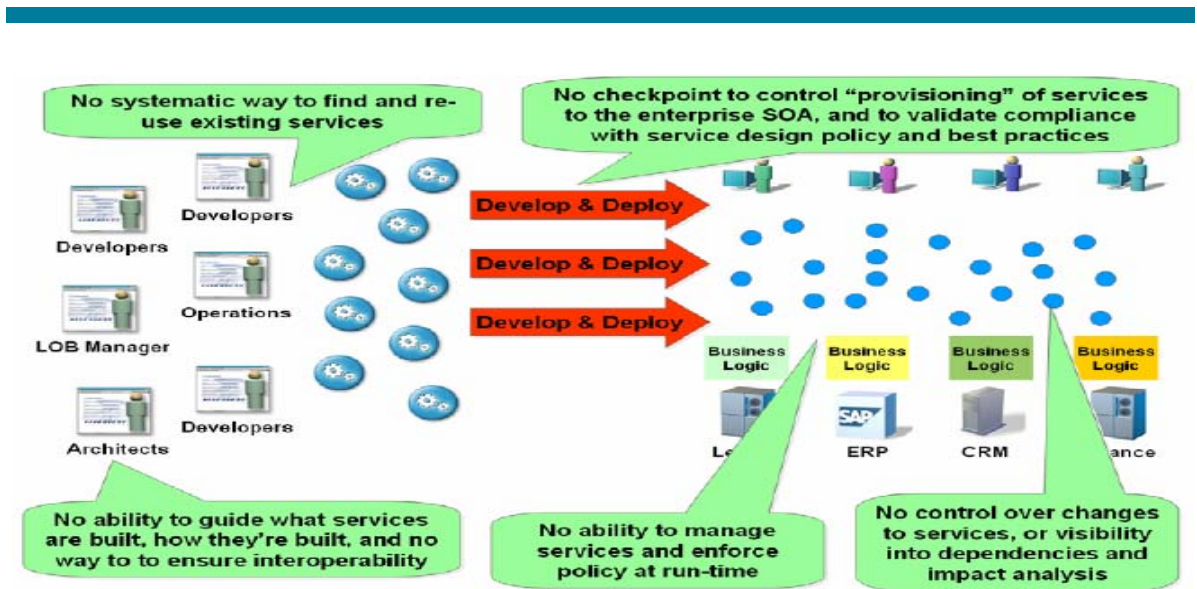 No systematic way to find and re-
use existing services
No checkpoint to control “provisioning” of services
to the enterprise SOA, and to validate compliance
with service design policy and best practices
Developers
Developers
Operations
LOB Manager
Developers
Architects
Develop & Deploy
Develop & Deploy
Develop & Deploy
Business
Logic
Business
Logic
Business
Logic
Business
Logic
SAP
ERP
CRM
No ability to guide what services
are built, how they’re built, and no
way to to ensure interoperability
No ability to manage
services and enforce
policy at run-time
No control over changes
to services, or visibility
into dependencies and
impact analysis